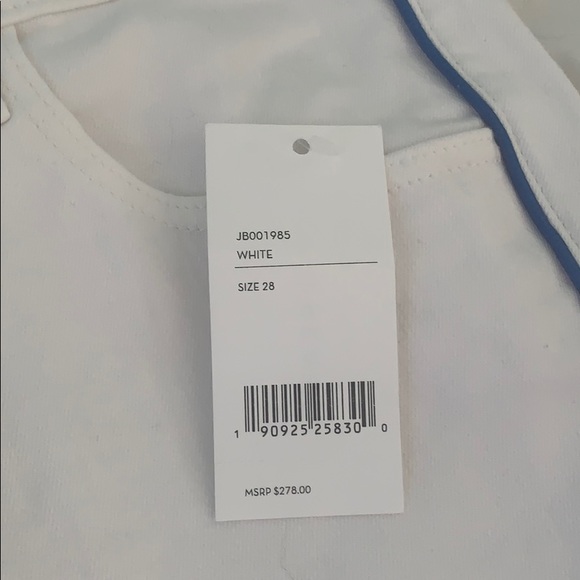 JB001985
WHITE
SIZE 28
1 90925 25830 0
MSRP $278.00